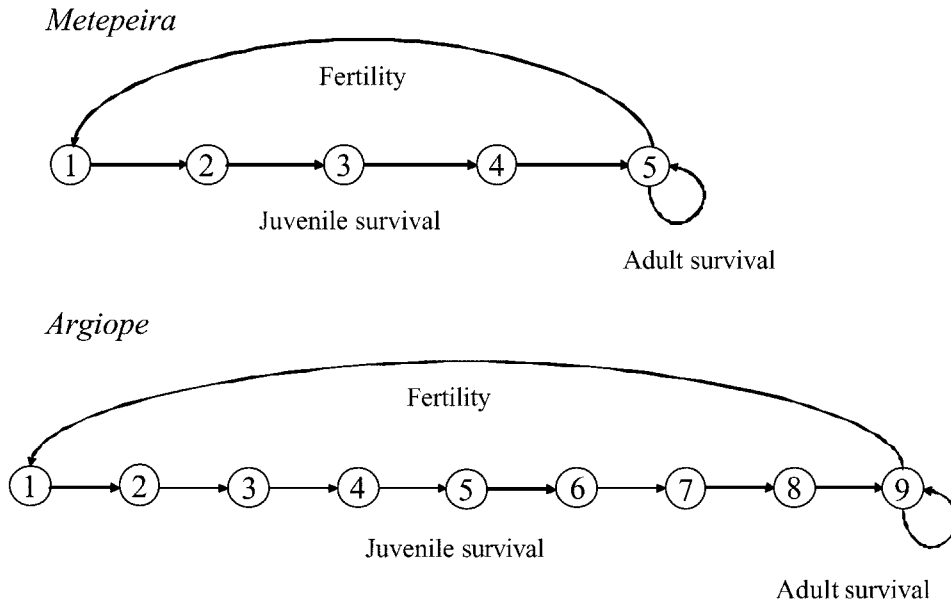 Metepeira
Fertility
1 2 3 4 5
Juvenile survival
Adult survival
Argiope
Fertility
1 2 3 4 5 6 7 8 9
Juvenile survival
Adult survival